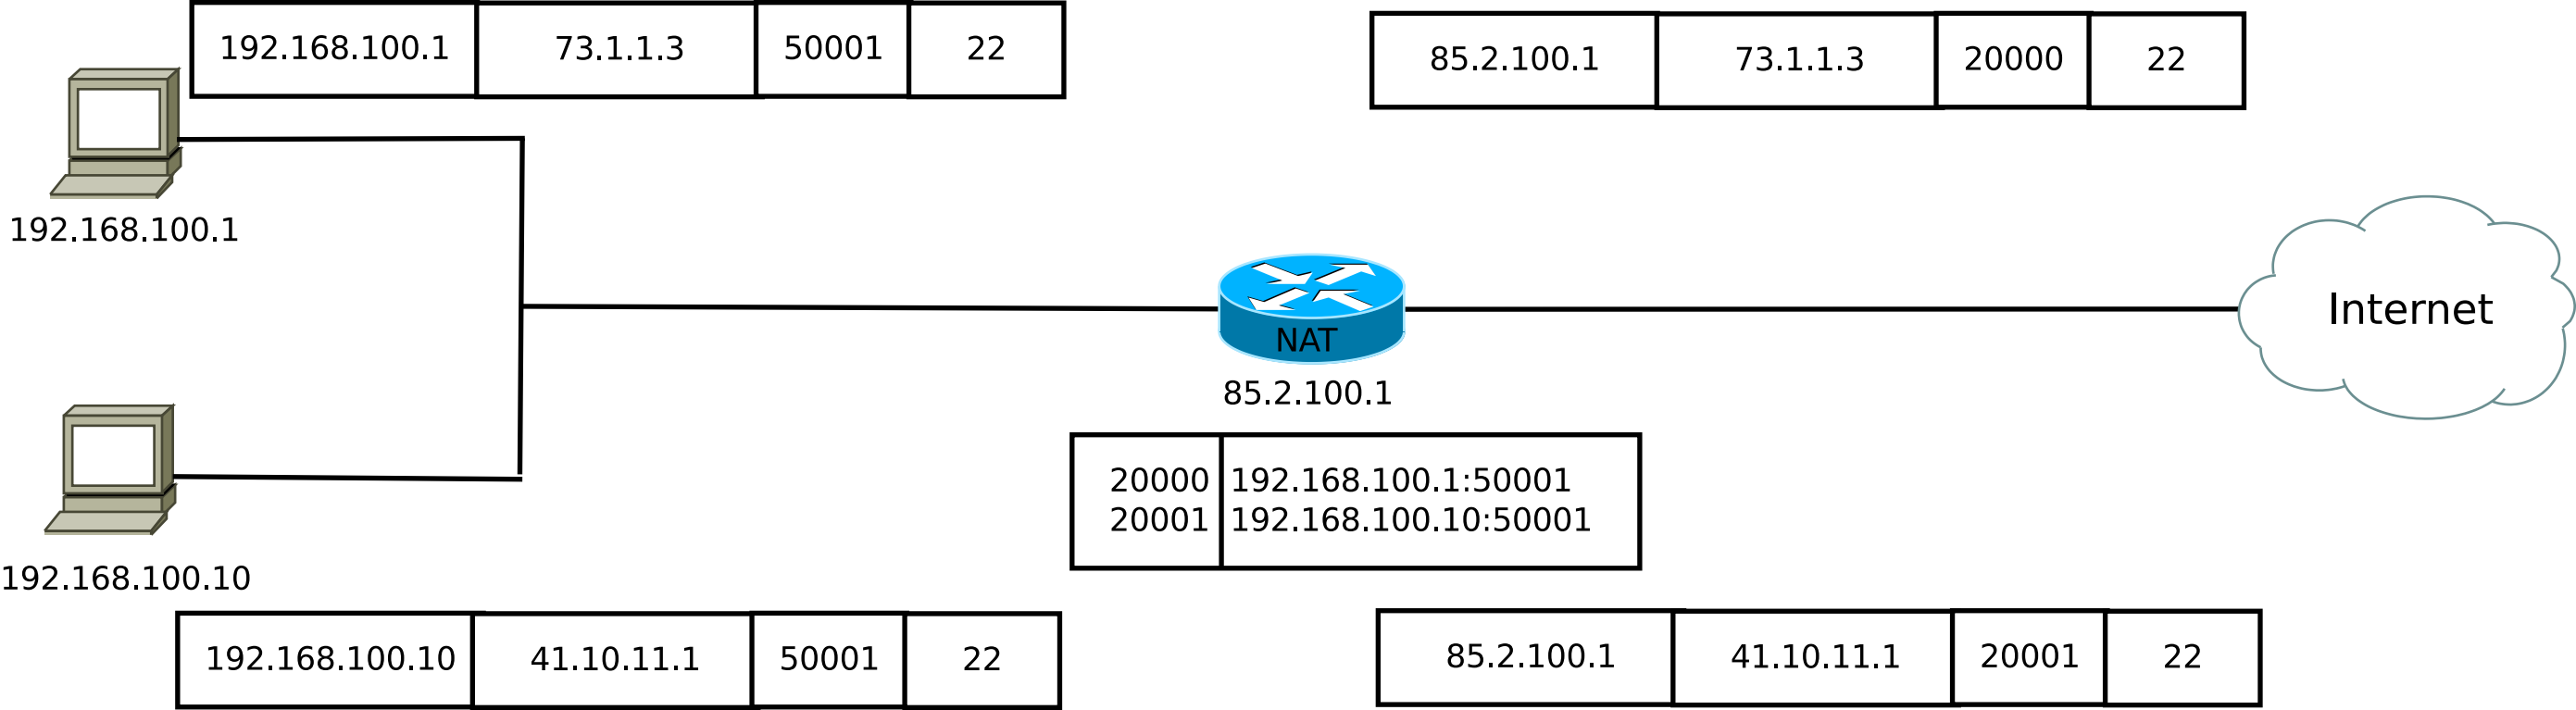 192.168.100.1 73.1.1.3 50001 22
85.2.100.1 73.1.1.3 20000 22
192.168.100.1
Internet
NAT
85.2.100.1
20000 192.168.100.1:50001
20001 192.168.100.10:50001
192.168.100.10
192.168.100.10 41.10.11.1 50001 22
85.2.100.1 41.10.11.1 20001 22